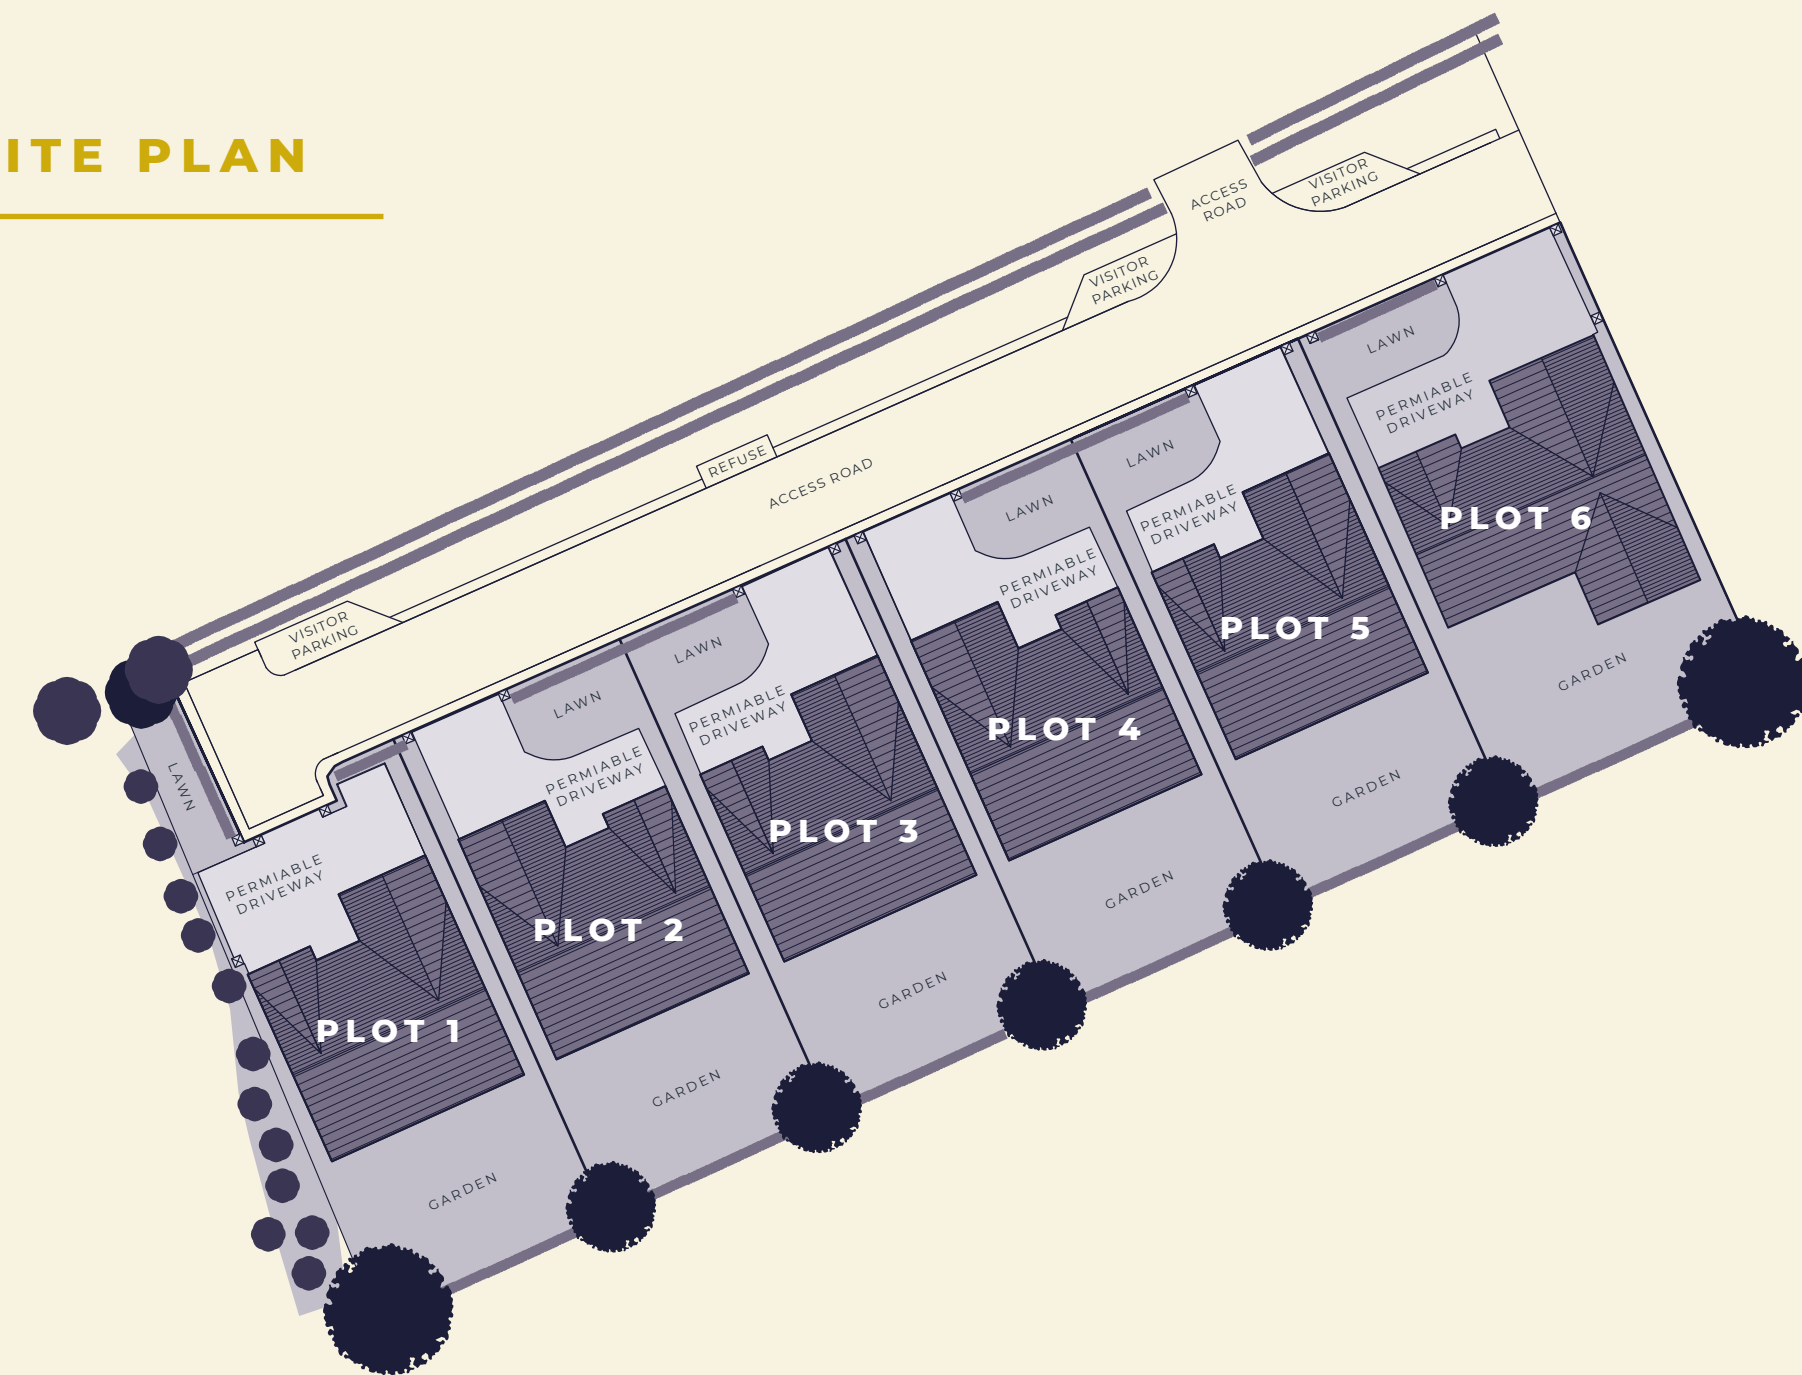 ITE PLAN
VISITOR
PARKING
ACCESS
ROAD
VISITOR
PARKING
REFUSE
ACCESS ROAD
VISITOR
PARKING
LAWN
PERMIABLE
DRIVEWAY
PLOT 6
GARDEN
LAWN
PERMIABLE
DRIVEWAY
PLOT 5
GARDEN
LAWN
PERMIABLE
DRIVEWAY
PLOT 4
GARDEN
LAWN
PERMIABLE
DRIVEWAY
PLOT 3
GARDEN
LAWN
PERMIABLE
DRIVEWAY
PLOT 2
GARDEN
LAWN
PERMIABLE
DRIVEWAY
PLOT 1
GARDEN